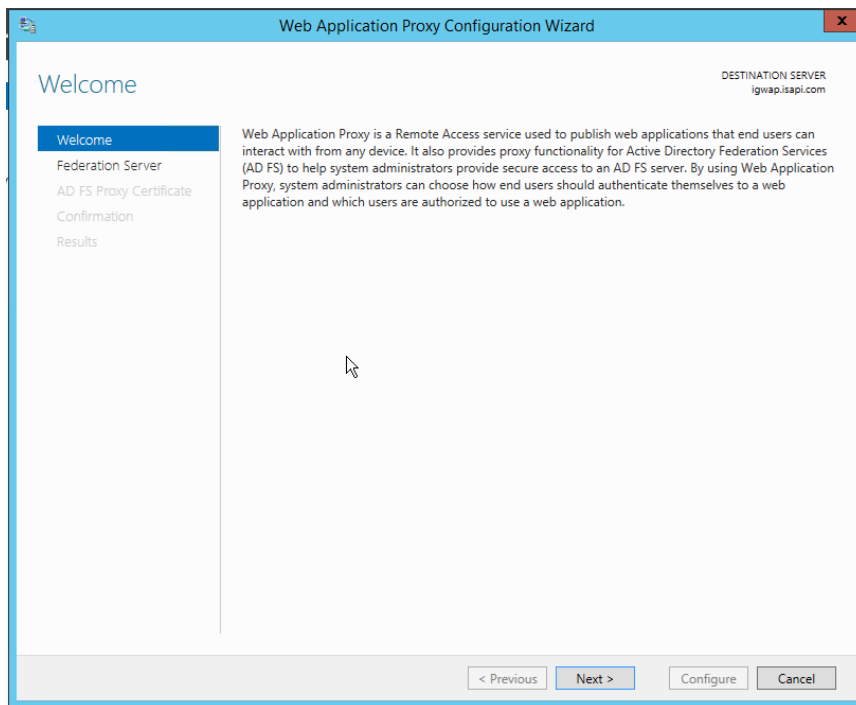 Web Application Proxy Configuration Wizard
x
Welcome
DESTINATION SERVER
igwap.isapi.com
Welcome
Federation Server
AD FS Proxy Certificate
Confirmation
Results
Web Application Proxy is a Remote Access service used to publish web applications that end users can
interact with from any device. It also provides proxy functionality for Active Directory Federation Services
(AD FS) to help system administrators provide secure access to an AD FS server. By using Web Application
Proxy, system administrators can choose how end users should authenticate themselves to a web
application and which users are authorized to use a web application.
< Previous
Next >
Configure
Cancel